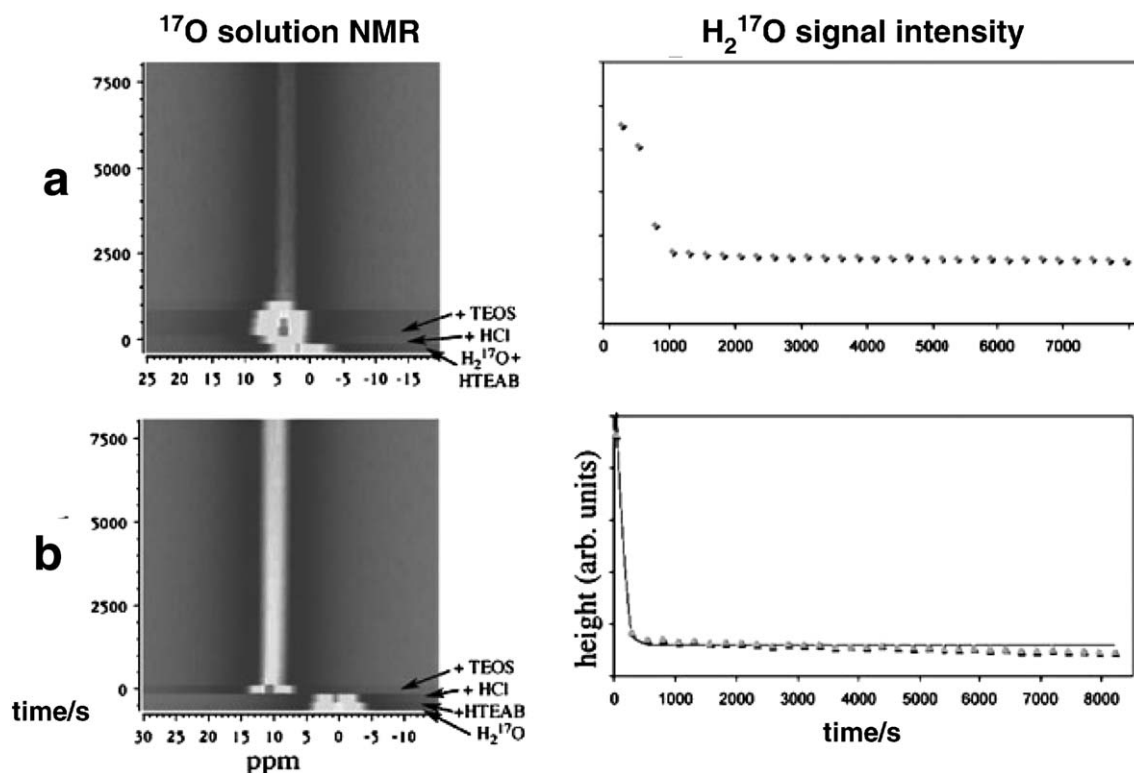 ¹⁷O solution NMR
H₂¹⁷O signal intensity
a
7500
5000
2500
0
+ TEOS
+ HCl
H₂¹⁷O+
HTEAB
25 20 15 10 5 0 -5 -10 -15
0 1000 2000 3000 4000 5000 6000 7000
b
7500
5000
2500
0
time/s
+ TEOS
+ HCl
+HTEAB
H₂¹⁷O
30 25 20 15 10 5 0 -5 -10
ppm
height (arb. units)
0 1000 2000 3000 4000 5000 6000 7000 8000
time/s